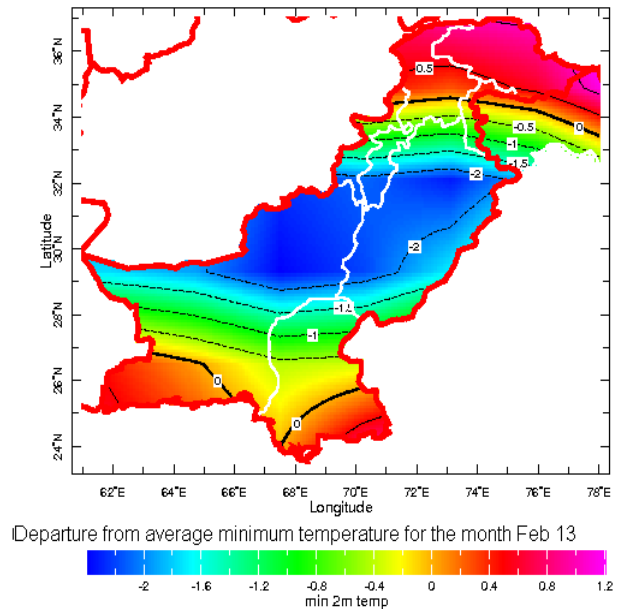 36°N
34°N
32°N
30°N
28°N
26°N
24°N
Latitude
0.5
0
-0.5
-1
-1.5
-2
-2
-1.5
-1
0
0
62°E 64°E 66°E 68°E 70°E 72°E 74°E 76°E 78°E
Longitude
Departure from average minimum temperature for the month Feb 13
-2 -1.6 -1.2 -0.8 -0.4 0 0.4 0.8 1.2
min 2m temp